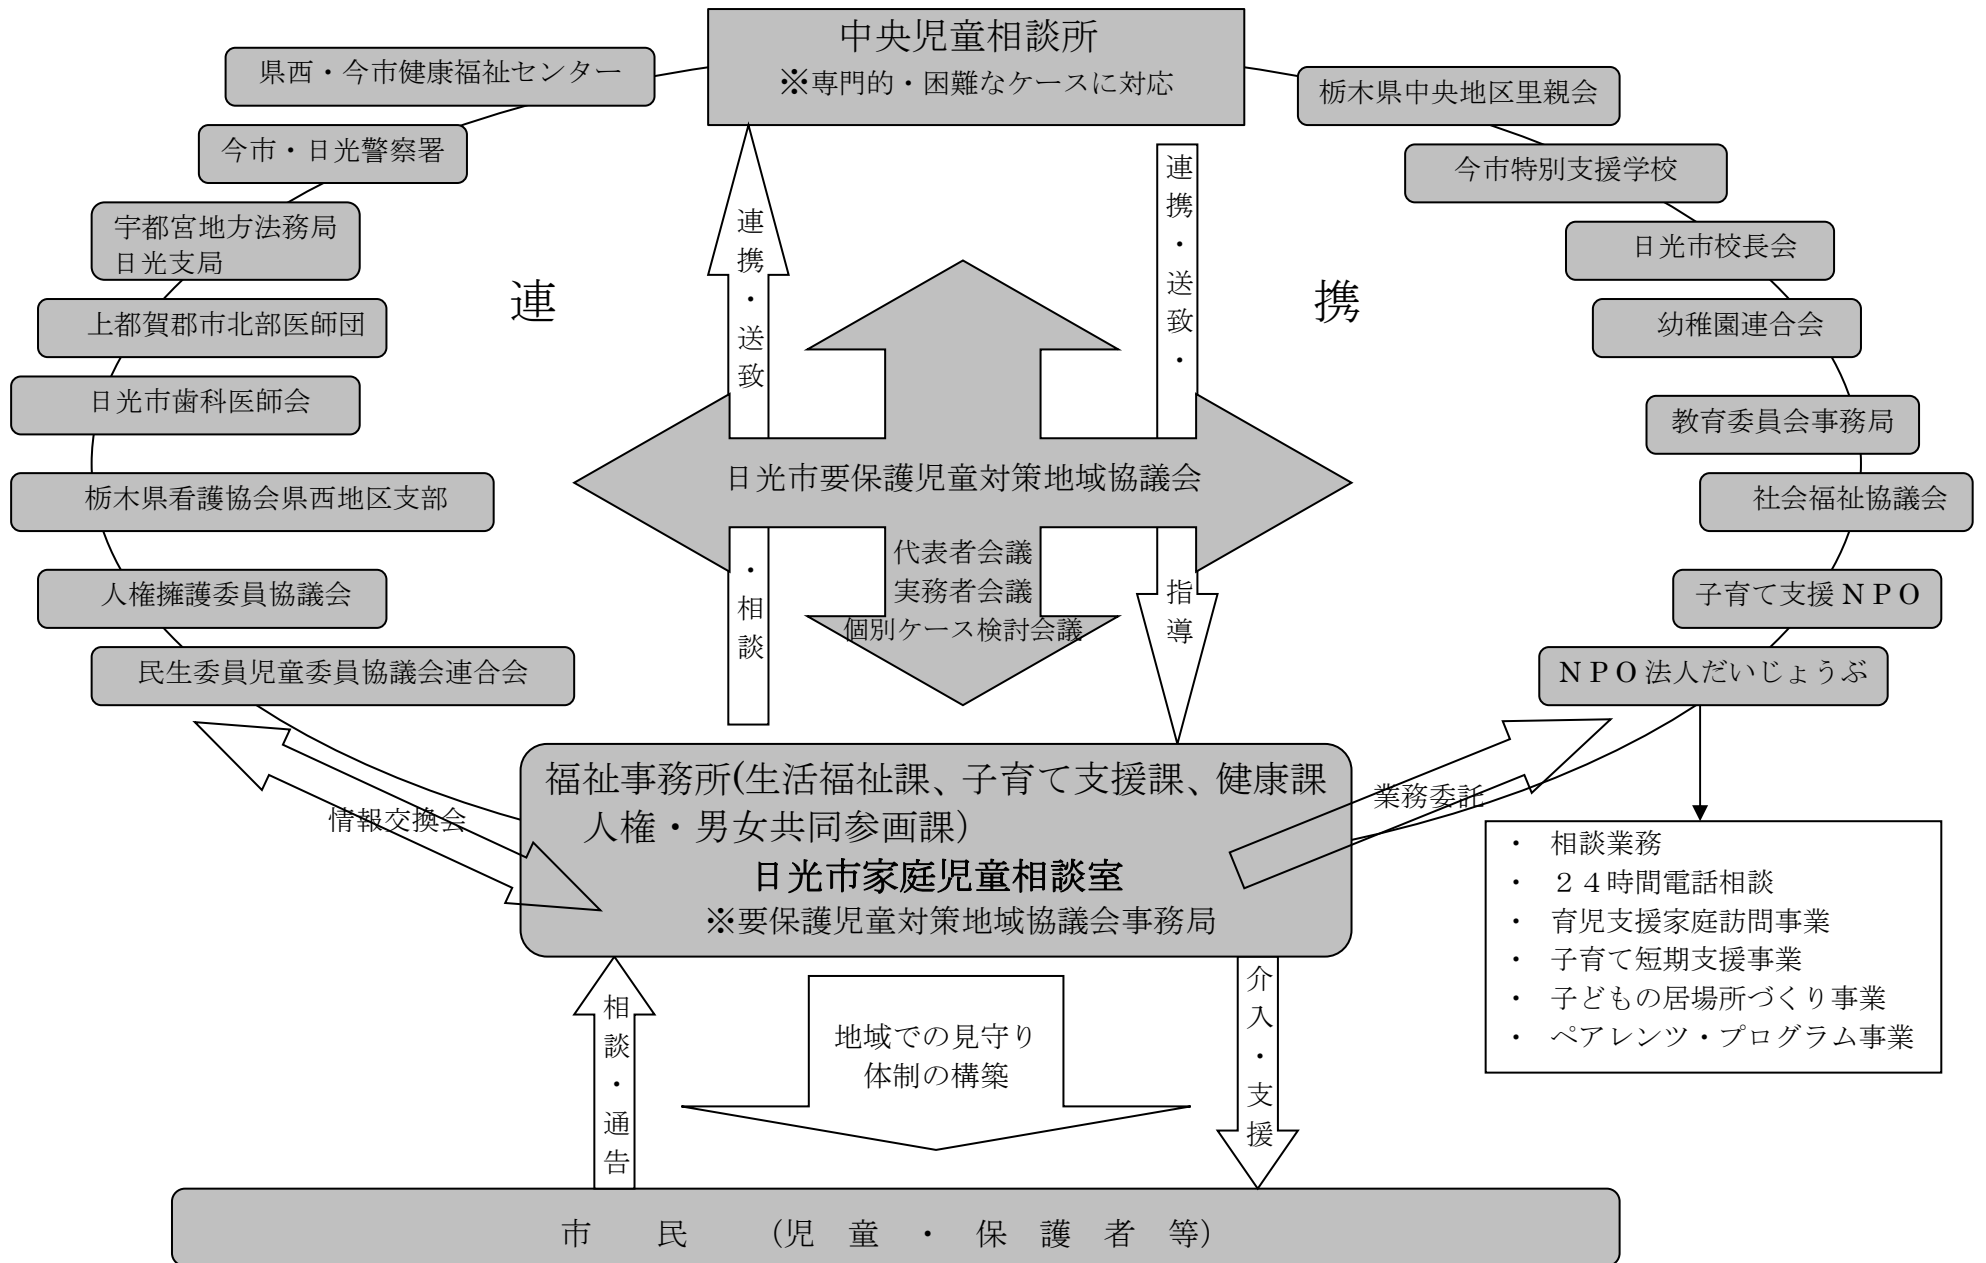 中央児童相談所
※専門的・困難なケースに対応
県西・今市健康福祉センター
今市・日光警察署
宇都宮地方法務局
日光支局
上都賀郡市北部医師団
日光市歯科医師会
栃木県看護協会県西地区支部
人権擁護委員協議会
民生委員児童委員協議会連合会
栃木県中央地区里親会
今市特別支援学校
日光市校長会
幼稚園連合会
教育委員会事務局
社会福祉協議会
子育て支援ＮＰＯ
ＮＰＯ法人だいじょうぶ
連
携
連携・送致
・相談
連携・送致・
指導
日光市要保護児童対策地域協議会
代表者会議
実務者会議
個別ケース検討会議
情報交換会
業務委託
福祉事務所(生活福祉課、子育て支援課、健康課
人権・男女共同参画課)
日光市家庭児童相談室
※要保護児童対策地域協議会事務局
・ 相談業務
・ ２４時間電話相談
・ 育児支援家庭訪問事業
・ 子育て短期支援事業
・ 子どもの居場所づくり事業
・ ペアレンツ・プログラム事業
相談・通告
地域での見守り
体制の構築
介入・支援
市　民　（児　童　・　保　護　者　等）